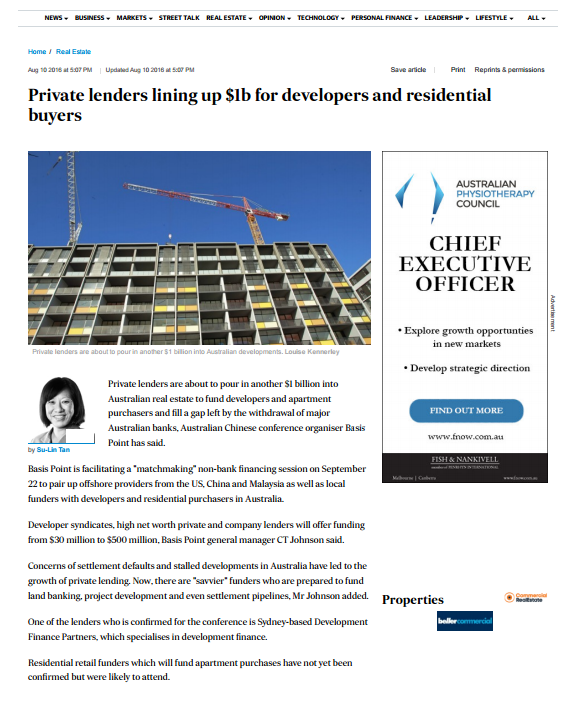 NEWS BUSINESS MARKETS STREET TALK REAL ESTATE OPINION TECHNOLOGY PERSONAL FINANCE LEADERSHIP LIFESTYLE ALL
Home / Real Estate
Aug 10 2016 at 5:07 PM | Updated Aug 10 2016 at 5:07 PM
Save article | Print Reprints & permissions
Private lenders lining up $1b for developers and residential
buyers
Private lenders are about to pour in another $1 billion into Australian developments. Louise Kennerley
Private lenders are about to pour in another $1 billion into
Australian real estate to fund developers and apartment
purchasers and fill a gap left by the withdrawal of major
Australian banks, Australian Chinese conference organiser Basis
Point has said.
by Su-Lin Tan
Basis Point is facilitating a "matchmaking" non-bank financing session on September
22 to pair up offshore providers from the US, China and Malaysia as well as local
funders with developers and residential purchasers in Australia.
Developer syndicates, high net worth private and company lenders will offer funding
from $30 million to $500 million, Basis Point general manager CT Johnson said.
Concerns of settlement defaults and stalled developments in Australia have led to the
growth of private lending. Now, there are "savvier" funders who are prepared to fund
land banking, project development and even settlement pipelines, Mr Johnson added.
One of the lenders who is confirmed for the conference is Sydney-based Development
Finance Partners, which specialises in development finance.
Residential retail funders which will fund apartment purchases have not yet been
confirmed but were likely to attend.
AUSTRALIAN
PHYSIOTHERAPY
COUNCIL
CHIEF
EXECUTIVE
OFFICER
• Explore growth opportunties
in new markets
• Develop strategic direction
FIND OUT MORE
www.fnow.com.au
FISH & NANKIVELL
Melbourne | Canberra
www.fnow.com.au
Advertisement
Properties
Commercial
RealEstate
beller commercial